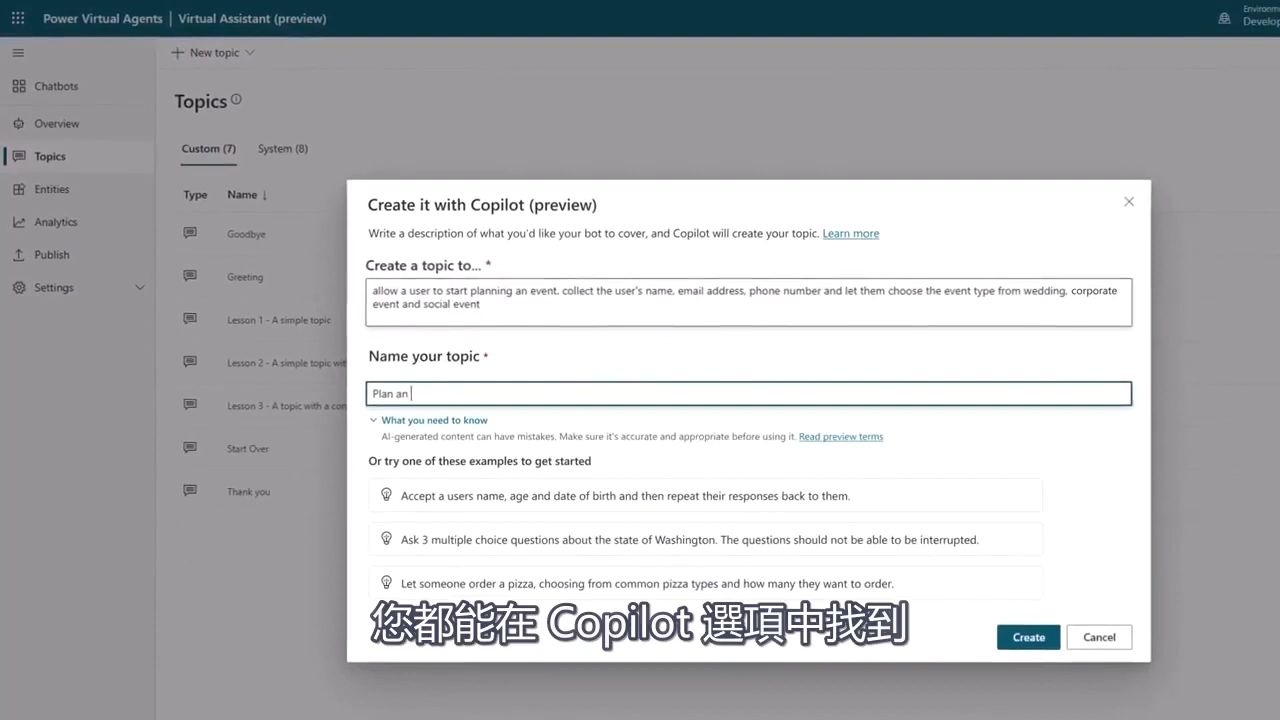 Power Virtual Agents | Virtual Assistant (preview)
Develop
New topic
Chatbots
Overview
Topics
Entities
Analytics
Publish
Settings
Topics
Custom (7) System (8)
Type Name ↓
Goodbye
Greeting
Lesson 1 - A simple topic
Lesson 2 - A simple topic wit
Lesson 3 - A topic with a con
Start Over
Thank you
Create it with Copilot (preview)
Write a description of what you'd like your bot to cover, and Copilot will create your topic. Learn more
Create a topic to... *
allow a user to start planning an event. collect the user's name, email address, phone number and let them choose the event type from wedding, corporate
event and social event
Name your topic *
Plan an
What you need to know
AI-generated content can have mistakes. Make sure it's accurate and appropriate before using it. Read preview terms
Or try one of these examples to get started
Accept a users name, age and date of birth and then repeat their responses back to them.
Ask 3 multiple choice questions about the state of Washington. The questions should not be able to be interrupted.
Let someone order a pizza, choosing from common pizza types and how many they want to order.
您都能在 Copilot 選項中找到
Create Cancel